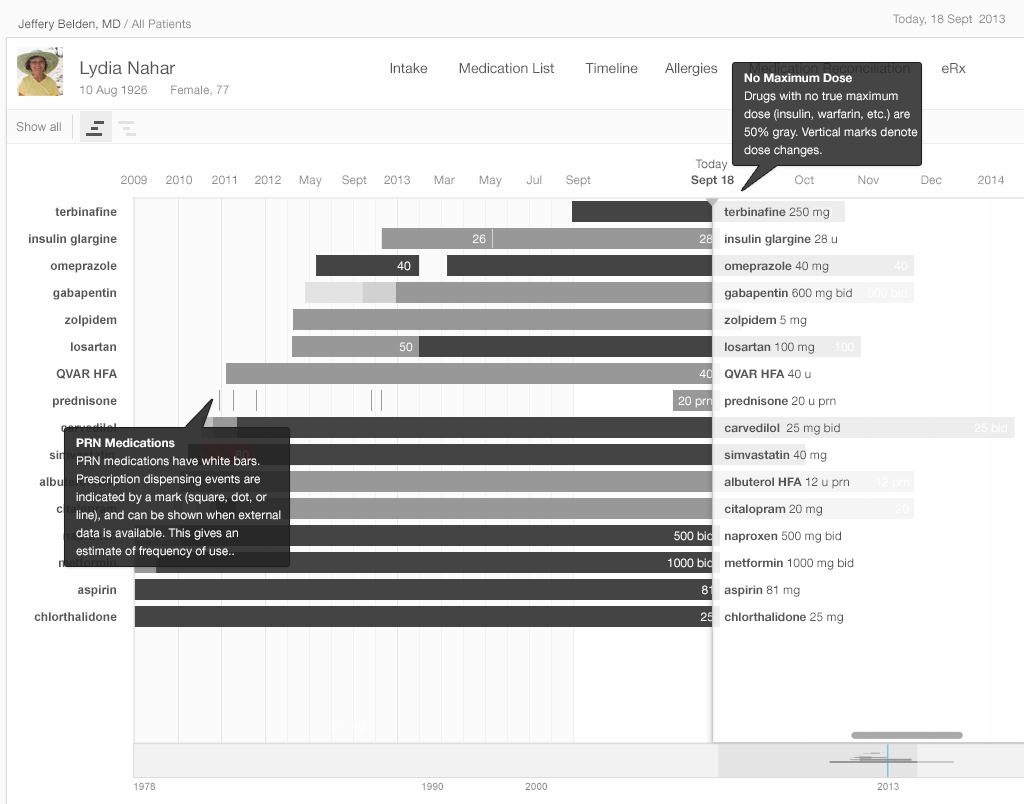 Jeffery Belden, MD / All Patients
Today, 18 Sept 2013
Lydia Nahar
10 Aug 1926 Female, 77
Intake Medication List Timeline Allergies Medication Reconciliation eRx
No Maximum Dose
Drugs with no true maximum
dose (insulin, warfarin, etc.) are
50% gray. Vertical marks denote
dose changes.
Show all
Today
2009 2010 2011 2012 May Sept 2013 Mar May Jul Sept Sept 18 Oct Nov Dec 2014
terbinafine terbinafine 250 mg
insulin glargine 26 28 insulin glargine 28 u
omeprazole 40 omeprazole 40 mg 40
gabapentin gabapentin 600 mg bid 600 bid
zolpidem zolpidem 5 mg
losartan 50 losartan 100 mg 100
QVAR HFA 40 QVAR HFA 40 u
prednisone 20 prn prednisone 20 u prn
carvedilol carvedilol 25 mg bid 25 bid
simvastatin 80 simvastatin 40 mg
albuterol HFA 12 u prn 12 prn
citalopram citalopram 20 mg 20
500 bid naproxen 500 mg bid
metformin 1000 bid metformin 1000 mg bid
PRN Medications
PRN medications have white bars.
Prescription dispensing events are
indicated by a mark (square, dot, or
line), and can be shown when external
data is available. This gives an
estimate of frequency of use..
aspirin 81 aspirin 81 mg
chlorthalidone 25 chlorthalidone 25 mg
1978 1990 2000 2013